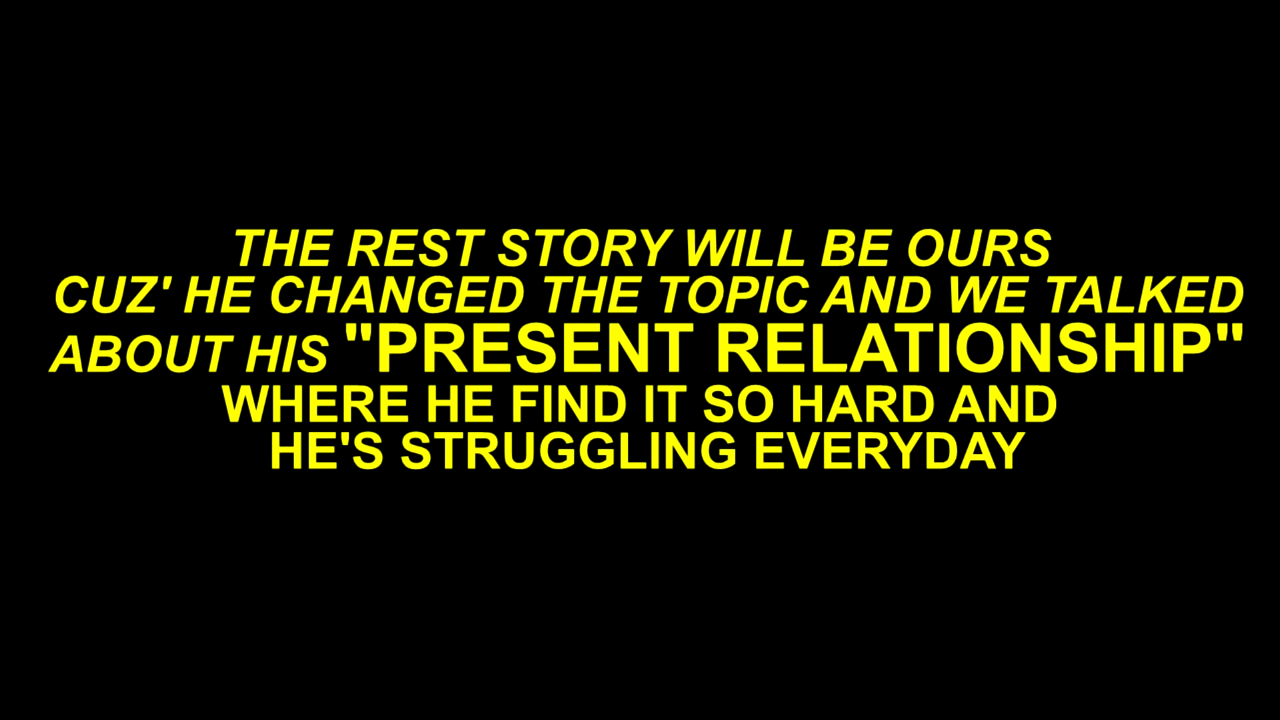 THE REST STORY WILL BE OURS
CUZ' HE CHANGED THE TOPIC AND WE TALKED
ABOUT HIS "PRESENT RELATIONSHIP"
WHERE HE FIND IT SO HARD AND
HE'S STRUGGLING EVERYDAY